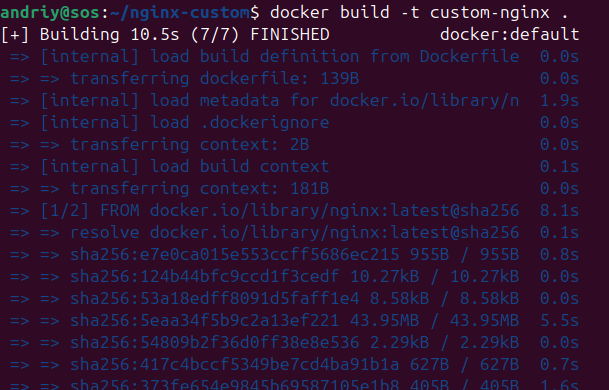 andriy@sos:~/nginx-custom$ docker build -t custom-nginx .
[+] Building 10.5s (7/7) FINISHED docker:default
=> [internal] load build definition from Dockerfile 0.0s
=> => transferring dockerfile: 139B 0.0s
=> [internal] load metadata for docker.io/library/n 1.9s
=> [internal] load .dockerignore 0.0s
=> => transferring context: 2B 0.0s
=> [internal] load build context 0.1s
=> => transferring context: 181B 0.0s
=> [1/2] FROM docker.io/library/nginx:latest@sha256 8.1s
=> => resolve docker.io/library/nginx:latest@sha256 0.1s
=> => sha256:e7e0ca015e553ccff5686ec215 955B / 955B 0.8s
=> => sha256:124b44bfc9ccd1f3cedf 10.27kB / 10.27kB 0.0s
=> => sha256:53a18edff8091d5faff1e4 8.58kB / 8.58kB 0.0s
=> => sha256:5eaa34f5b9c2a13ef221 43.95MB / 43.95MB 5.5s
=> => sha256:54809b2f36d0ff38e8e536 2.29kB / 2.29kB 0.0s
=> => sha256:417c4bccf5349be7cd4ba91b1a 627B / 627B 0.7s
=> => sha256:373fe654e9845b69587105e1b8 405B / 405B 1.6s